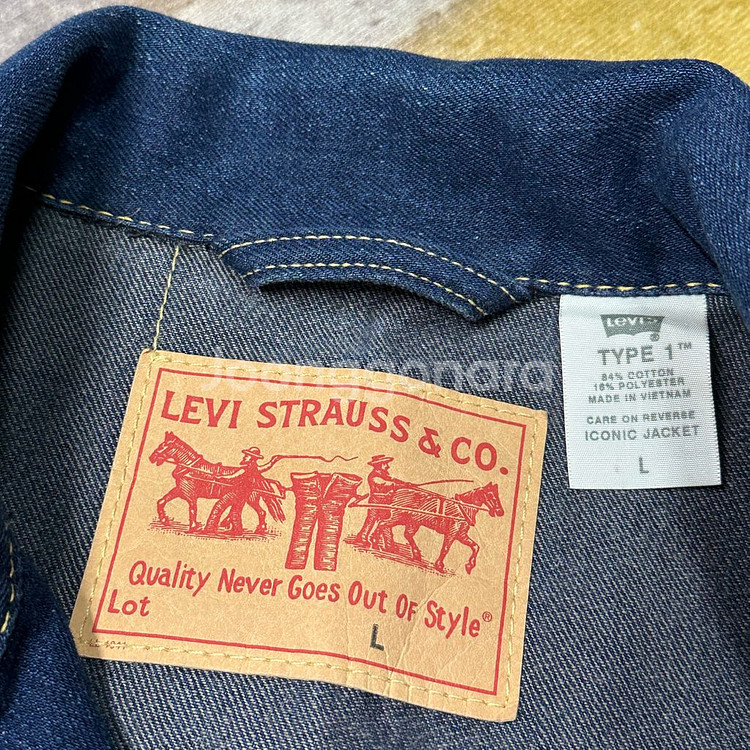 Joonggonara
LEVI STRAUSS & CO.
Quality Never Goes Out Of Style®
Lot
L
Levi's
®
TYPE 1™
84% COTTON
16% POLYESTER
MADE IN VIETNAM
CARE ON REVERSE
ICONIC JACKET
L